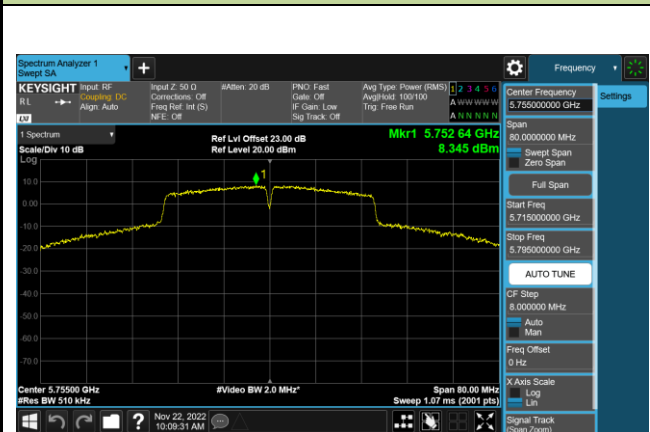 Spectrum Analyzer 1
Swept SA
+
Frequency
KEYSIGHT
RL
LXI
Input: RF
Coupling: DC
Align: Auto
Input Z: 50 Ω
Corrections: Off
Freq Ref: Int (S)
NFE: Off
#Atten: 20 dB
PNO: Fast
Gate: Off
IF Gain: Low
Sig Track: Off
Avg Type: Power (RMS)
Avg|Hold: 100/100
Trig: Free Run
1 2 3 4 5 6
A W W W W W
A N N N N N
Center Frequency
5.755000000 GHz
Settings
Span
80.0000000 MHz
Swept Span
Zero Span
Full Span
Start Freq
5.715000000 GHz
Stop Freq
5.795000000 GHz
AUTO TUNE
CF Step
8.000000 MHz
Auto
Man
Freq Offset
0 Hz
X Axis Scale
Log
Lin
Signal Track
(Span Zoom)
1 Spectrum
Scale/Div 10 dB
Ref Lvl Offset 23.00 dB
Ref Level 20.00 dBm
Mkr1 5.752 64 GHz
8.345 dBm
Log
1
10.0
0.00
-10.0
-20.0
-30.0
-40.0
-50.0
-60.0
-70.0
Center 5.75500 GHz
#Res BW 510 kHz
#Video BW 2.0 MHz*
Span 80.00 MHz
Sweep 1.07 ms (2001 pts)
?
Nov 22, 2022
10:09:31 AM